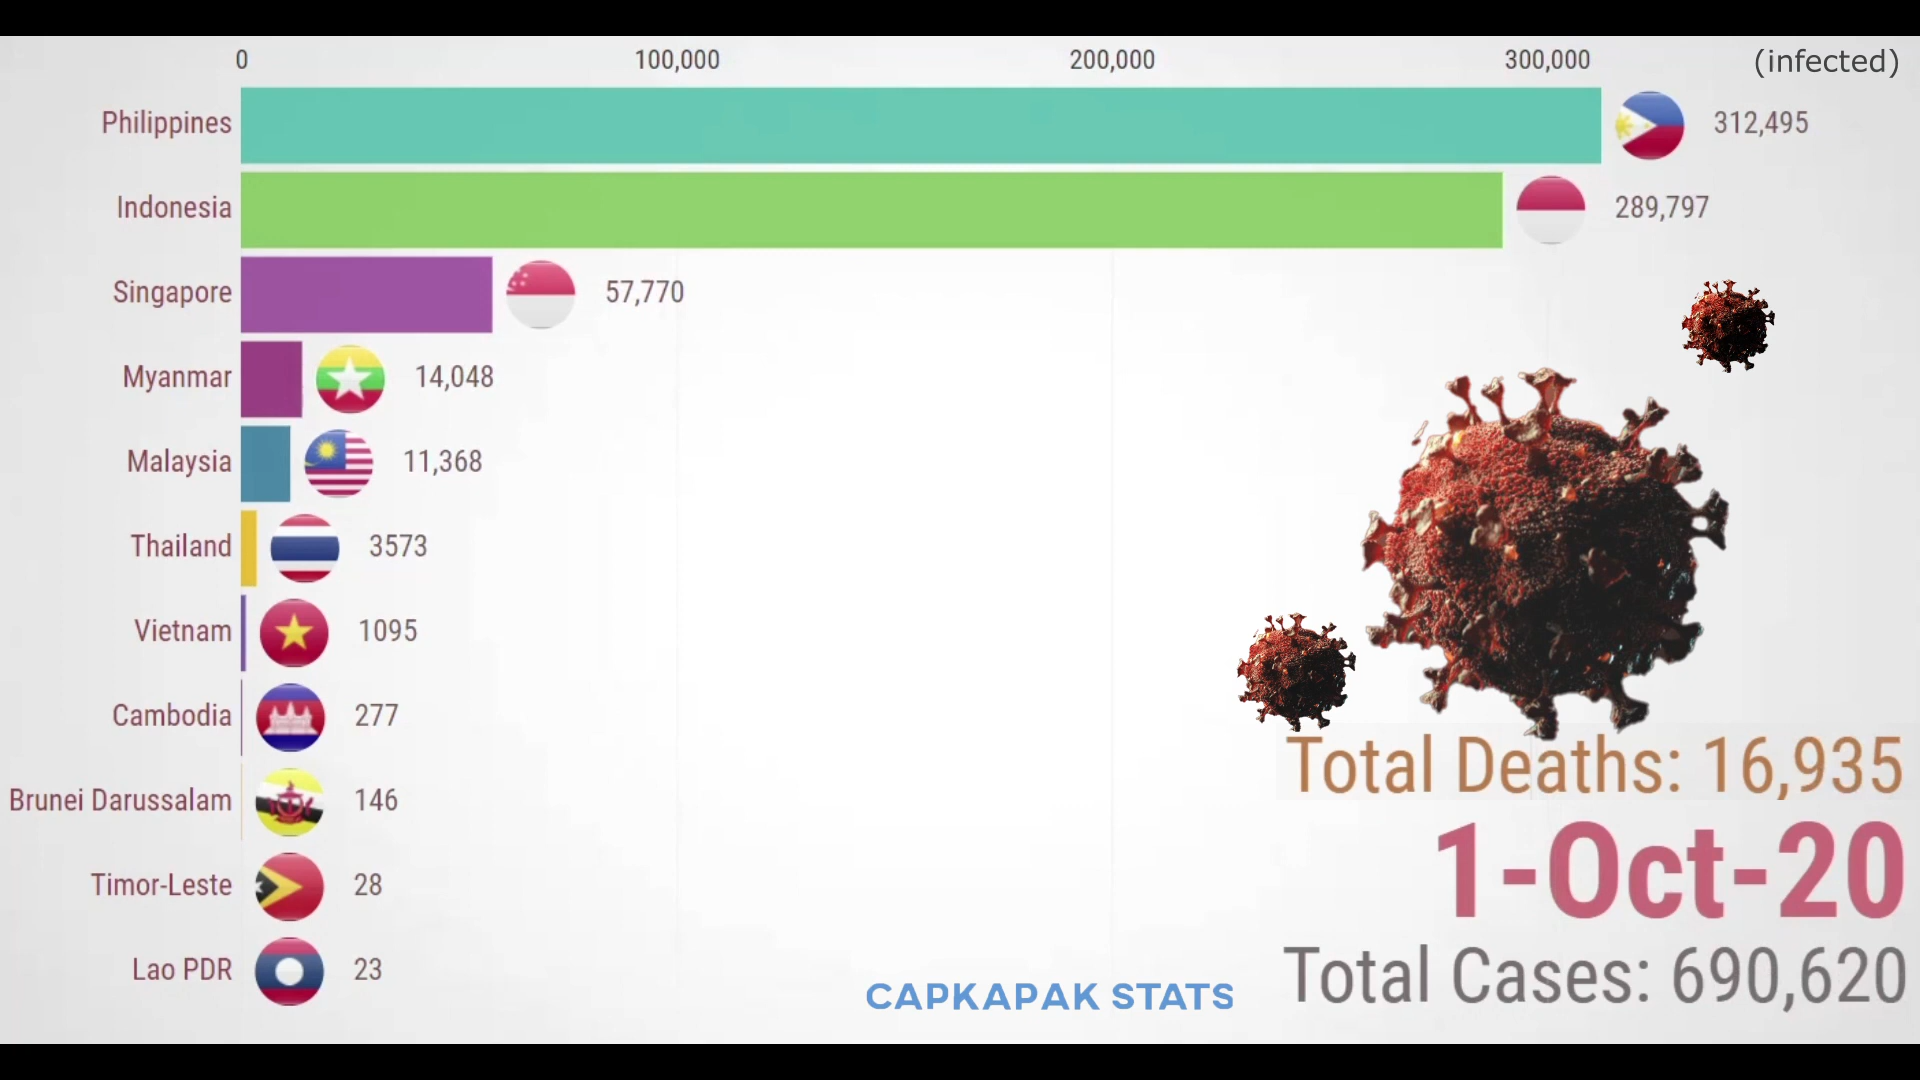 0 100,000 200,000 300,000 (infected)
Philippines 312,495
Indonesia 289,797
Singapore 57,770
Myanmar 14,048
Malaysia 11,368
Thailand 3573
Vietnam 1095
Cambodia 277
Total Deaths: 16,935
Brunei Darussalam 146
1-Oct-20
Timor-Leste 28
Lao PDR 23
Total Cases: 690,620
CAPKAPAK STATS